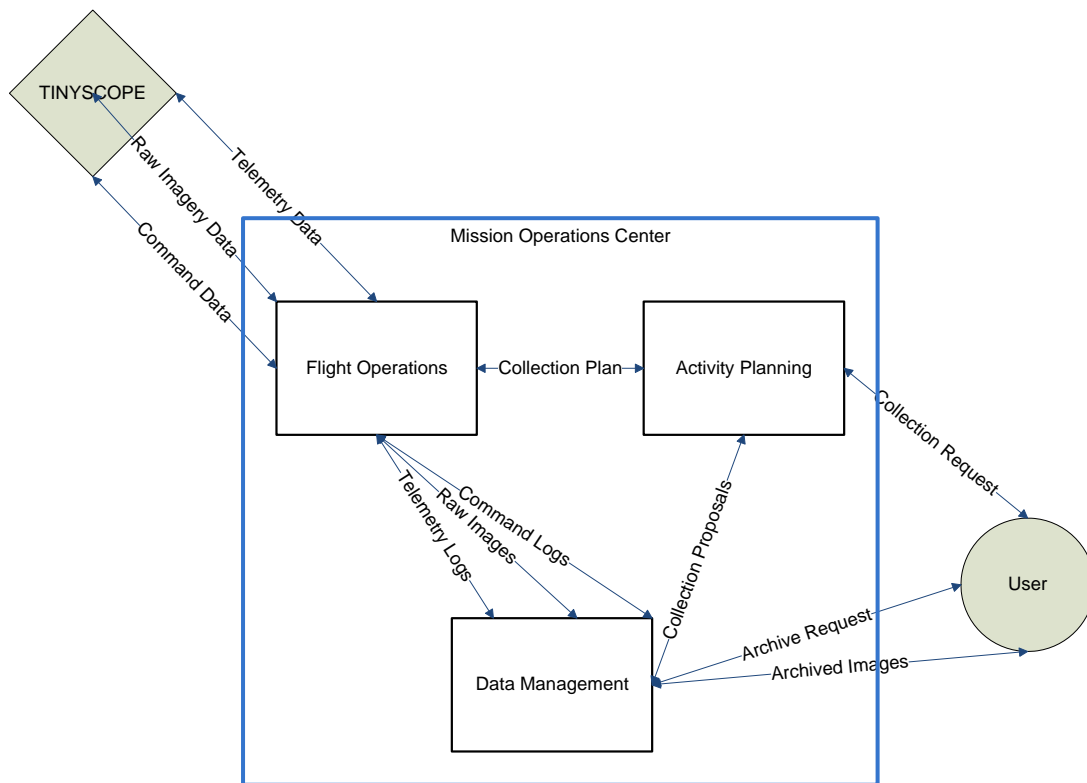 TINYSCOPE
Raw Imagery Data
Telemetry Data
Command Data
Mission Operations Center
Flight Operations
Collection Plan
Activity Planning
Collection Request
Telemetry Logs
Raw Images
Command Logs
Collection Proposals
User
Archive Request
Archived Images
Data Management